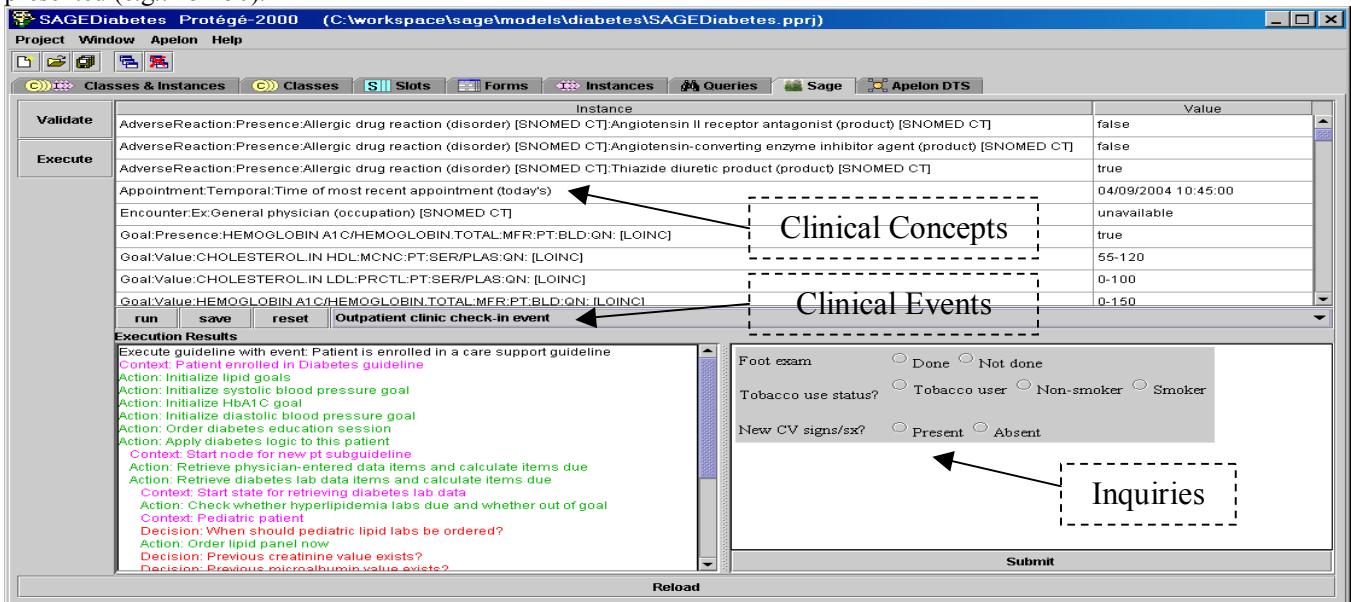 SAGEDiabetes Protégé-2000 (C:\workspace\sage\models\diabetes\SAGEDiabetes.pprj)
Project Window Apelon Help
Classes & Instances Classes Slots Forms Instances Queries Sage Apelon DTS
Validate
Execute
Instance Value
AdverseReaction:Presence:Allergic drug reaction (disorder) [SNOMED CT]:Angiotensin II receptor antagonist (product) [SNOMED CT] false
AdverseReaction:Presence:Allergic drug reaction (disorder) [SNOMED CT]:Angiotensin-converting enzyme inhibitor agent (product) [SNOMED CT] false
AdverseReaction:Presence:Allergic drug reaction (disorder) [SNOMED CT]:Thiazide diuretic product (product) [SNOMED CT] true
Appointment:Temporal:Time of most recent appointment (today's) 04/09/2004 10:45:00
Encounter:Ex:General physician (occupation) [SNOMED CT] unavailable
Goal:Presence:HEMOGLOBIN A1C/HEMOGLOBIN.TOTAL:MFR:PT:BLD:QN: [LOINC] true
Goal:Value:CHOLESTEROL.IN HDL:MCNC:PT:SER/PLAS:QN: [LOINC] 55-120
Goal:Value:CHOLESTEROL.IN LDL:PRCTL:PT:SER/PLAS:QN: [LOINC] 0-100
Goal:Value:HEMOGLOBIN A1C/HEMOGLOBIN.TOTAL:MFR:PT:BLD:QN: [LOINC] 0-150
Clinical Concepts
Clinical Events
run save reset Outpatient clinic check-in event
Execution Results
Execute guideline with event: Patient is enrolled in a care support guideline
Context: Patient enrolled in Diabetes guideline
Action: Initialize lipid goals
Action: Initialize systolic blood pressure goal
Action: Initialize HbA1C goal
Action: Initialize diastolic blood pressure goal
Action: Order diabetes education session
Action: Apply diabetes logic to this patient
Context: Start node for new pt subguideline
Action: Retrieve physician-entered data items and calculate items due
Action: Retrieve diabetes lab data items and calculate items due
Context: Start state for retrieving diabetes lab data
Action: Check whether hyperlipidemia labs due and whether out of goal
Context: Pediatric patient
Decision: When should pediatric lipid labs be ordered?
Action: Order lipid panel now
Decision: Previous creatinine value exists?
Decision: Previous microalbumin value exists?
Foot exam Done Not done
Tobacco use status? Tobacco user Non-smoker Smoker
New CV signs/sx? Present Absent
Inquiries
Submit
Reload